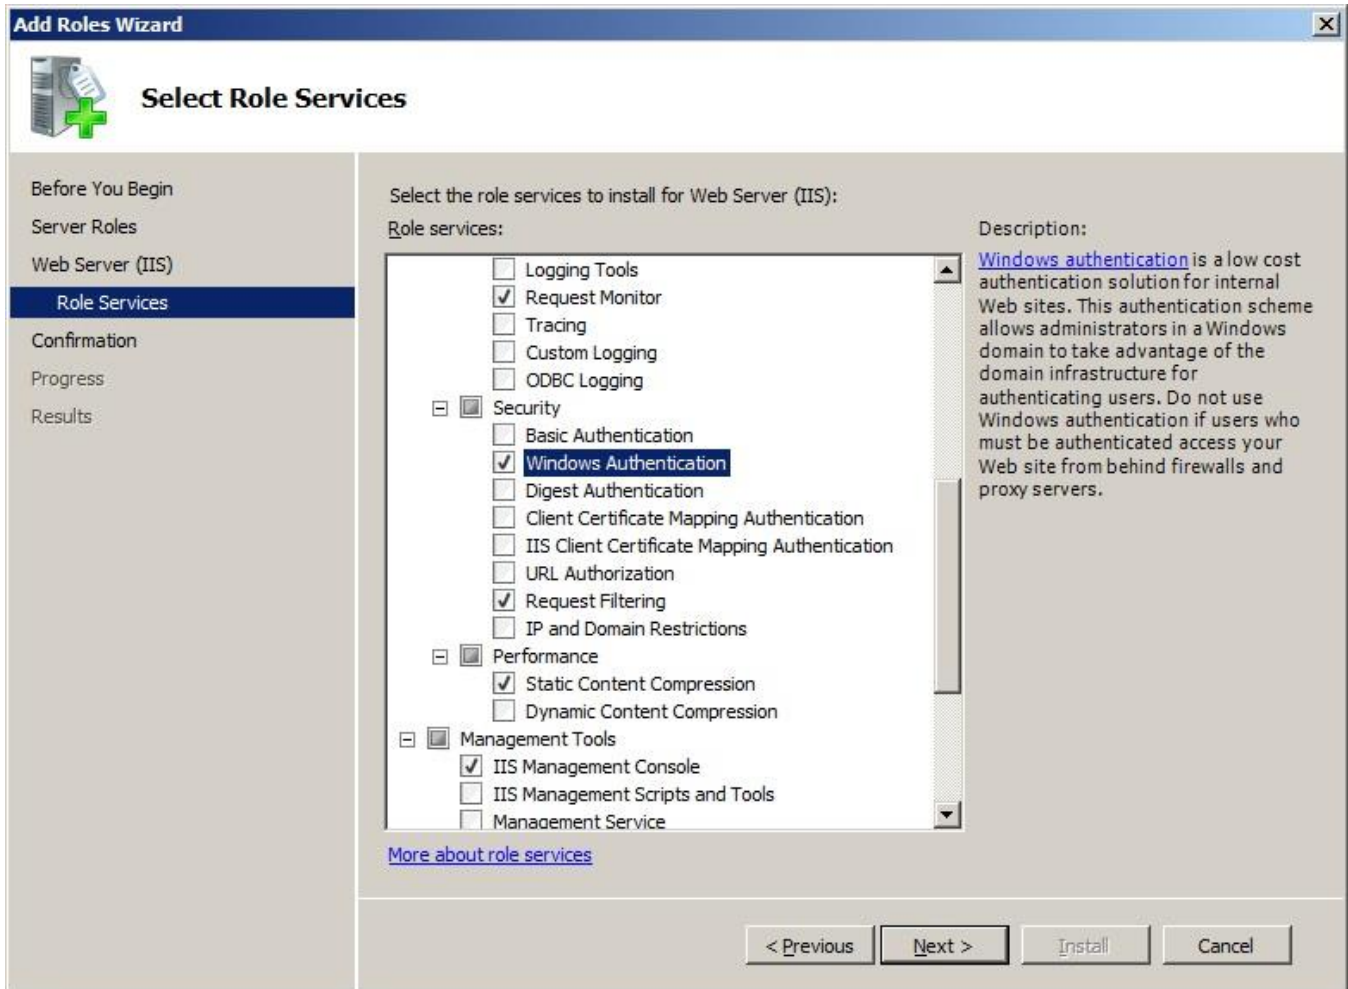 Add Roles Wizard
Select Role Services
Before You Begin
Server Roles
Web Server (IIS)
Role Services
Confirmation
Progress
Results
Select the role services to install for Web Server (IIS):
Role services:
Logging Tools
Request Monitor
Tracing
Custom Logging
ODBC Logging
Security
Basic Authentication
Windows Authentication
Digest Authentication
Client Certificate Mapping Authentication
IIS Client Certificate Mapping Authentication
URL Authorization
Request Filtering
IP and Domain Restrictions
Performance
Static Content Compression
Dynamic Content Compression
Management Tools
IIS Management Console
IIS Management Scripts and Tools
Management Service
More about role services
Description:
Windows authentication is a low cost
authentication solution for internal
Web sites. This authentication scheme
allows administrators in a Windows
domain to take advantage of the
domain infrastructure for
authenticating users. Do not use
Windows authentication if users who
must be authenticated access your
Web site from behind firewalls and
proxy servers.
< Previous
Next >
Install
Cancel